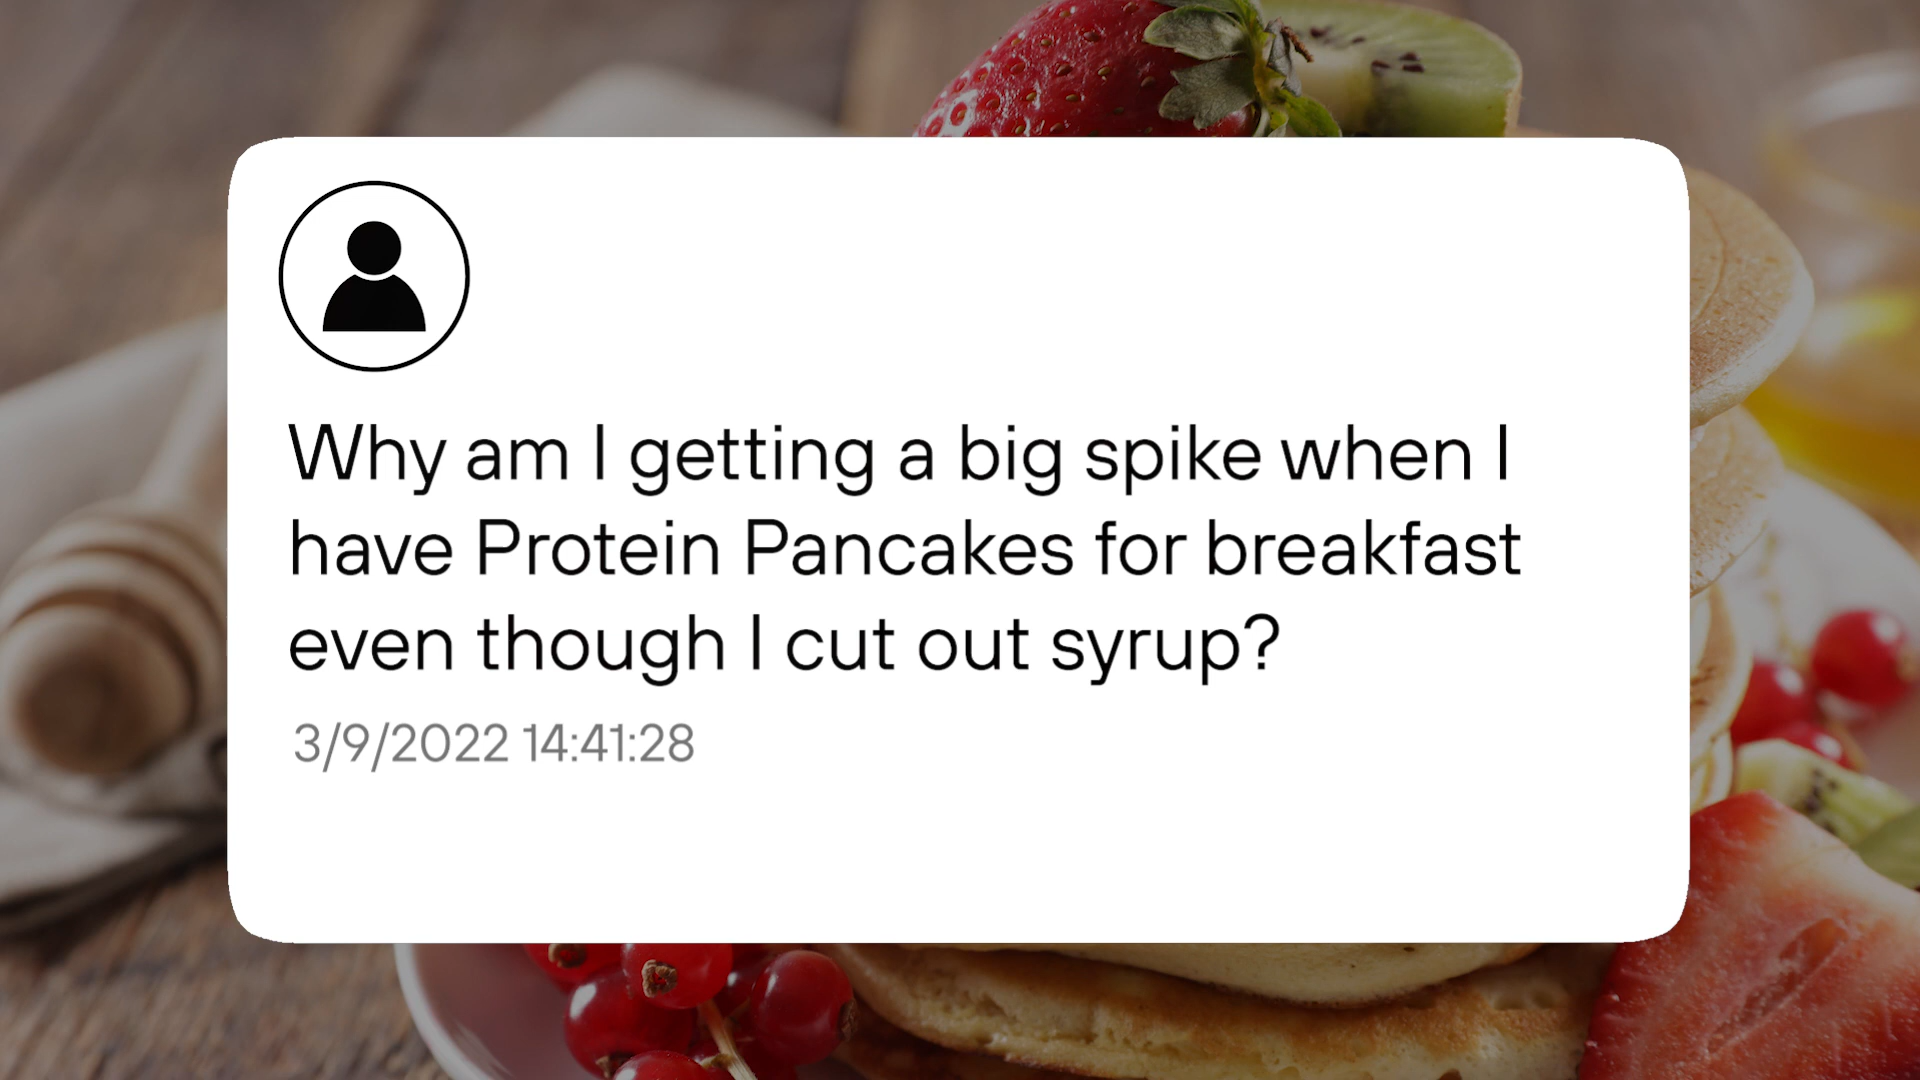 Why am I getting a big spike when I
have Protein Pancakes for breakfast
even though I cut out syrup?
3/9/2022 14:41:28